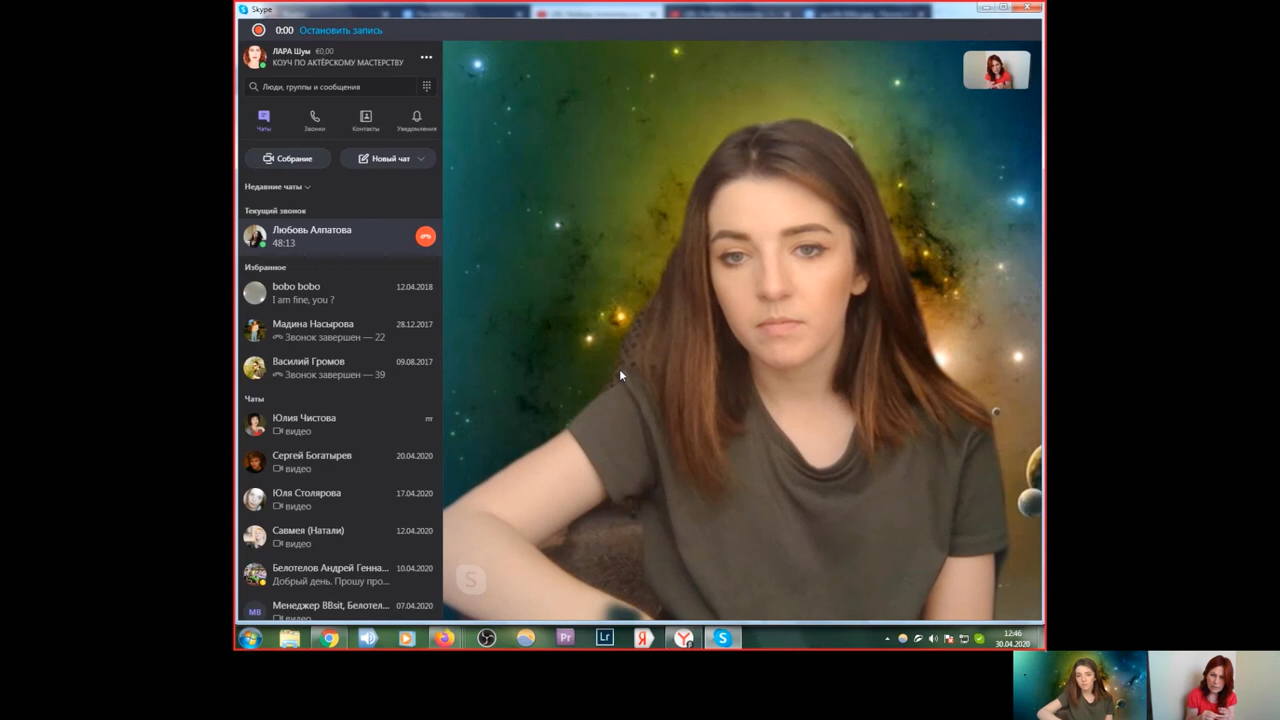 Skype
0:00 Остановить запись
ЛАРА Шум €0,00
КОУЧ ПО АКТЁРСКОМУ МАСТЕРСТВУ
Люди, группы и сообщения
Чаты Звонки Контакты Уведомления
Собрание Новый чат
Недавние чаты
Текущий звонок
Любовь Алпатова
48:13
Избранное
bobo bobo 12.04.2018
I am fine, you ?
Мадина Насырова 28.12.2017
Звонок завершен — 22
Василий Громов 09.08.2017
Звонок завершен — 39
Чаты
Юлия Чистова пт
видео
Сергей Богатырев 20.04.2020
видео
Юля Столярова 17.04.2020
видео
Савмея (Натали) 12.04.2020
видео
Белотелов Андрей Генна... 10.04.2020
Добрый день. Прошу про...
МВ Менеджер BBsit, Белотел... 07.04.2020
видео
S
Pr Lr Я Y S
12:46
30.04.2020